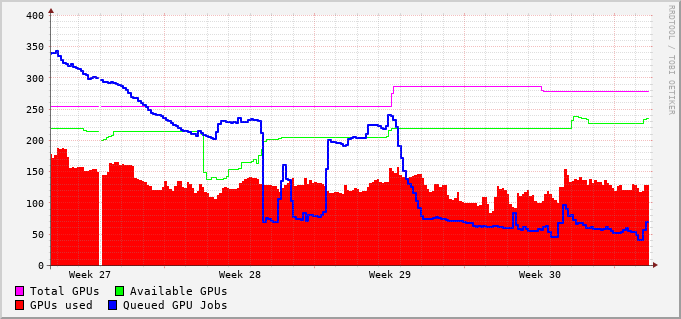 400
350
300
250
200
150
100
50
0
Week 27 Week 28 Week 29 Week 30
Total GPUs Available GPUs
GPUs used Queued GPU Jobs
RRDTOOL / TOBI OETIKER